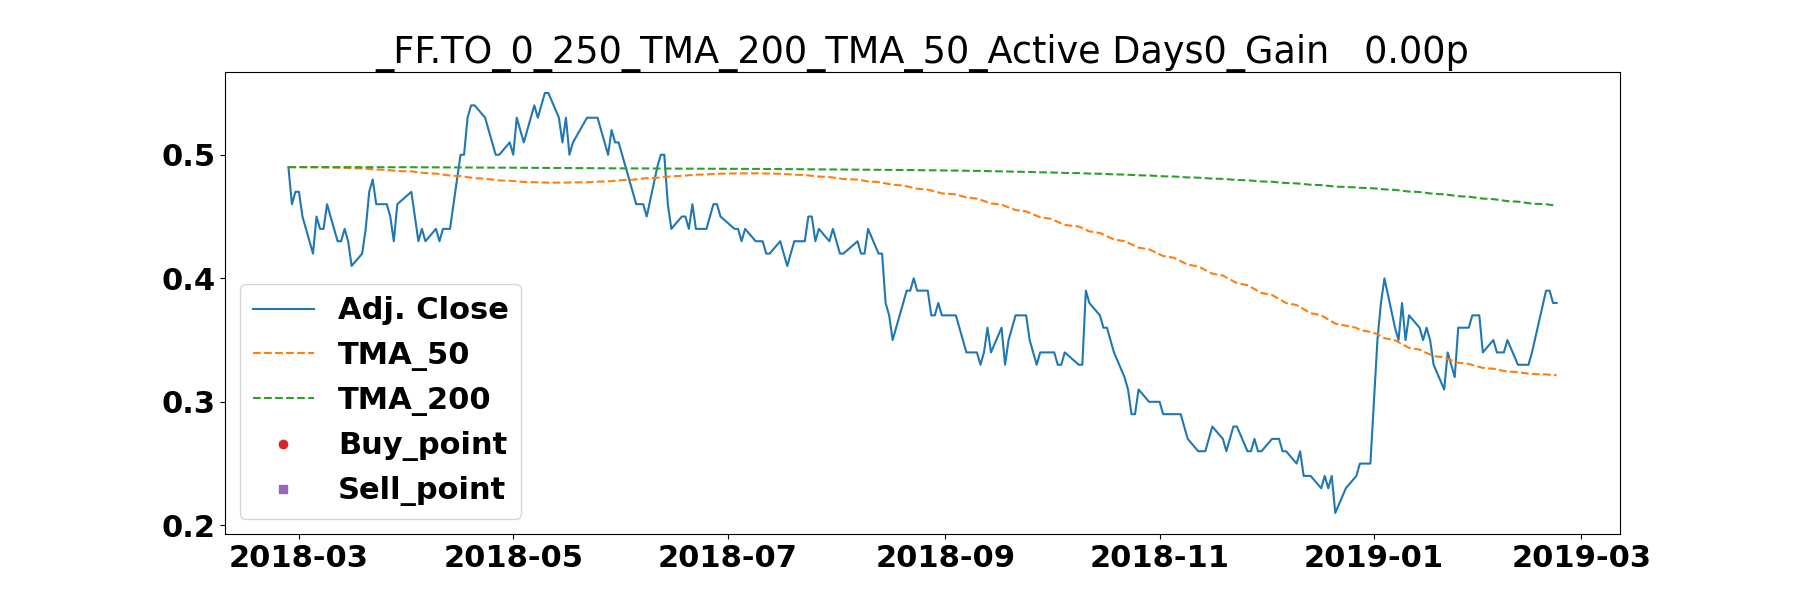 _FF.TO_0_250_TMA_200_TMA_50_Active Days0_Gain   0.00p
0.5
0.4
0.3
0.2
Adj. Close
TMA_50
TMA_200
Buy_point
Sell_point
2018-03 2018-05 2018-07 2018-09 2018-11 2019-01 2019-03